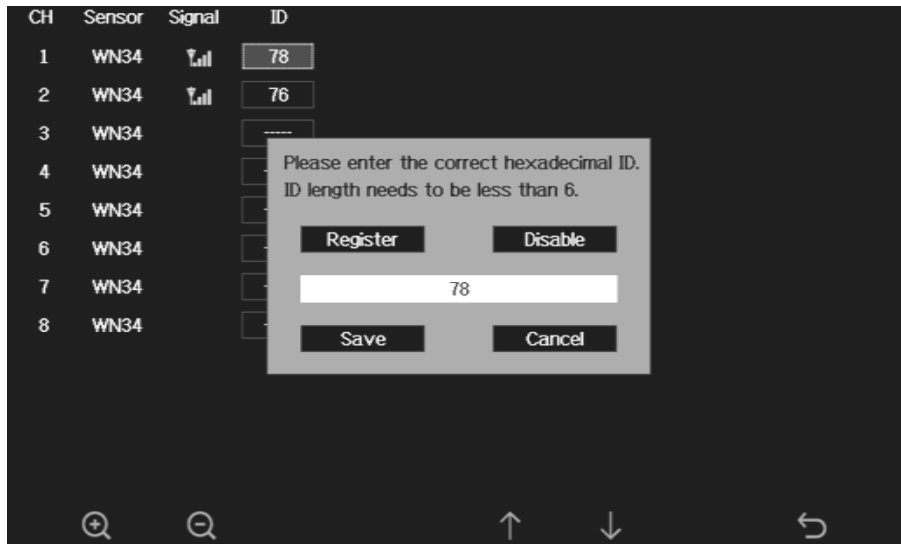 CH Sensor Signal ID
1 WN34 78
2 WN34 76
3 WN34 -----
4 WN34
5 WN34
6 WN34
7 WN34
8 WN34
Please enter the correct hexadecimal ID.
ID length needs to be less than 6.
Register Disable
78
Save Cancel